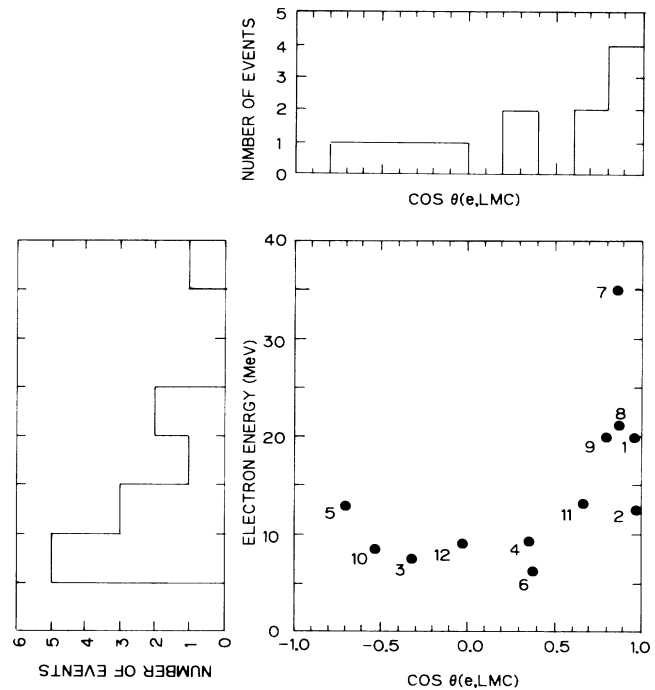 NUMBER OF EVENTS
5
4
3
2
1
0
COS θ(e,LMC)
6 5 4 3 2 1 0
NUMBER OF EVENTS
ELECTRON ENERGY (MeV)
40
30
20
10
0
7
8
9 1
5 11 2
10 3 12 4
6
-1.0 -0.5 0.0 0.5 1.0
COS θ(e,LMC)